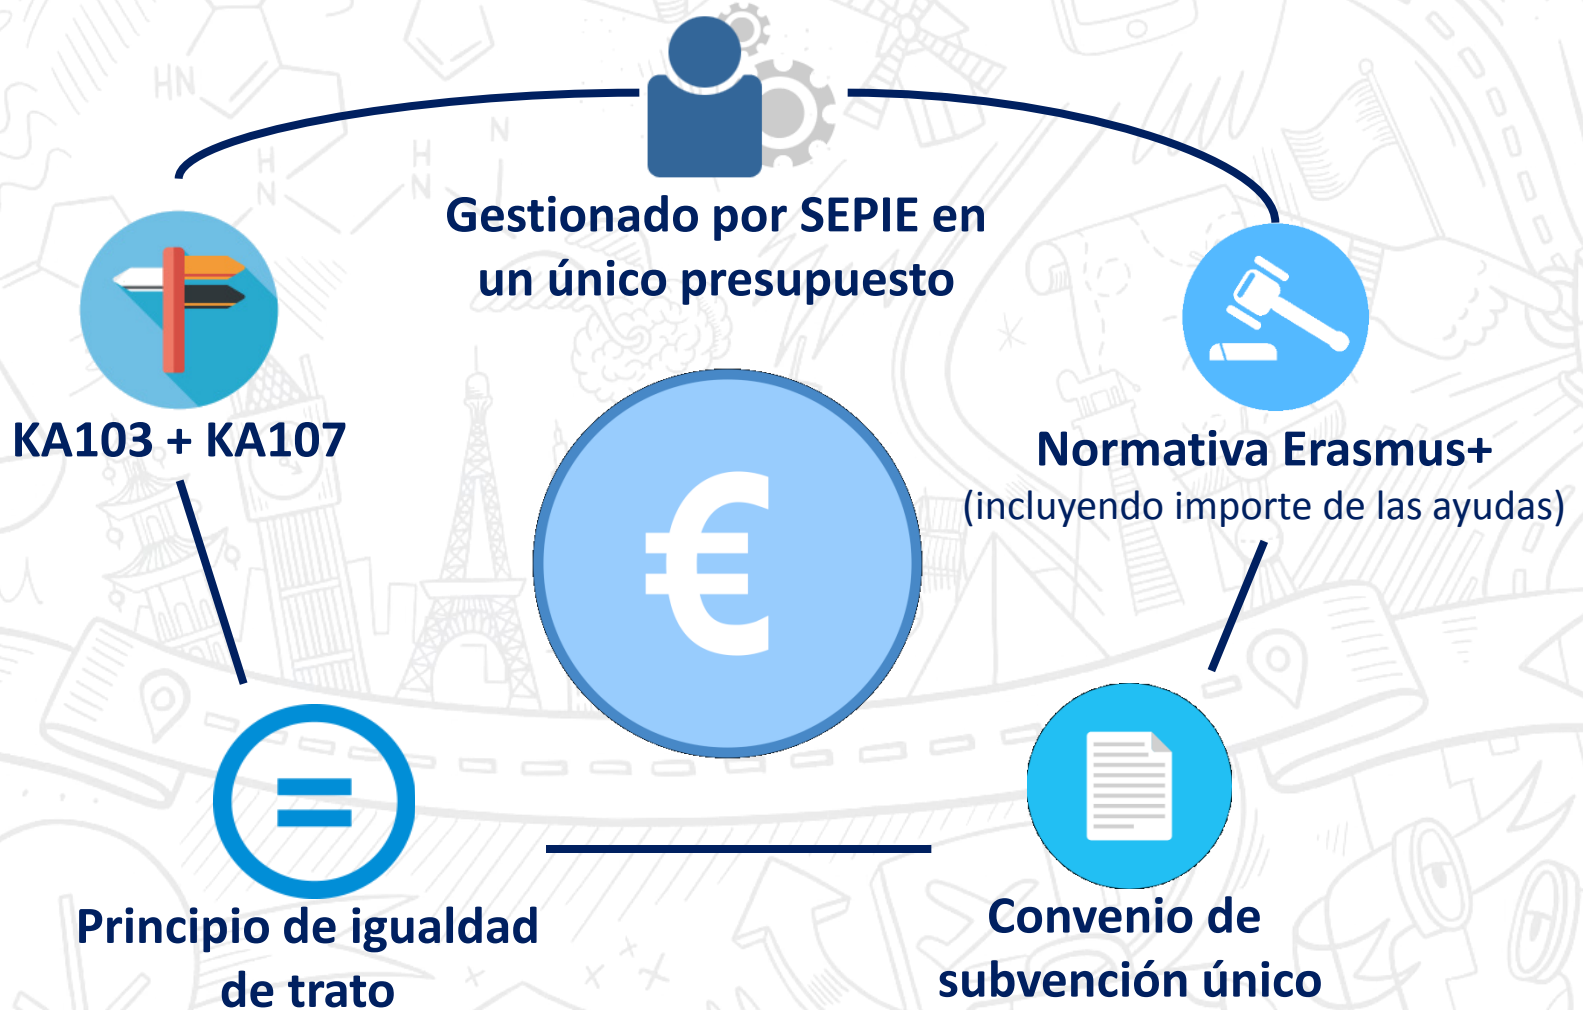 Gestionado por SEPIE en
un único presupuesto
KA103 + KA107
Normativa Erasmus+
(incluyendo importe de las ayudas)
€
=
Principio de igualdad
de trato
Convenio de
subvención único
HN
H
N
H
N
N